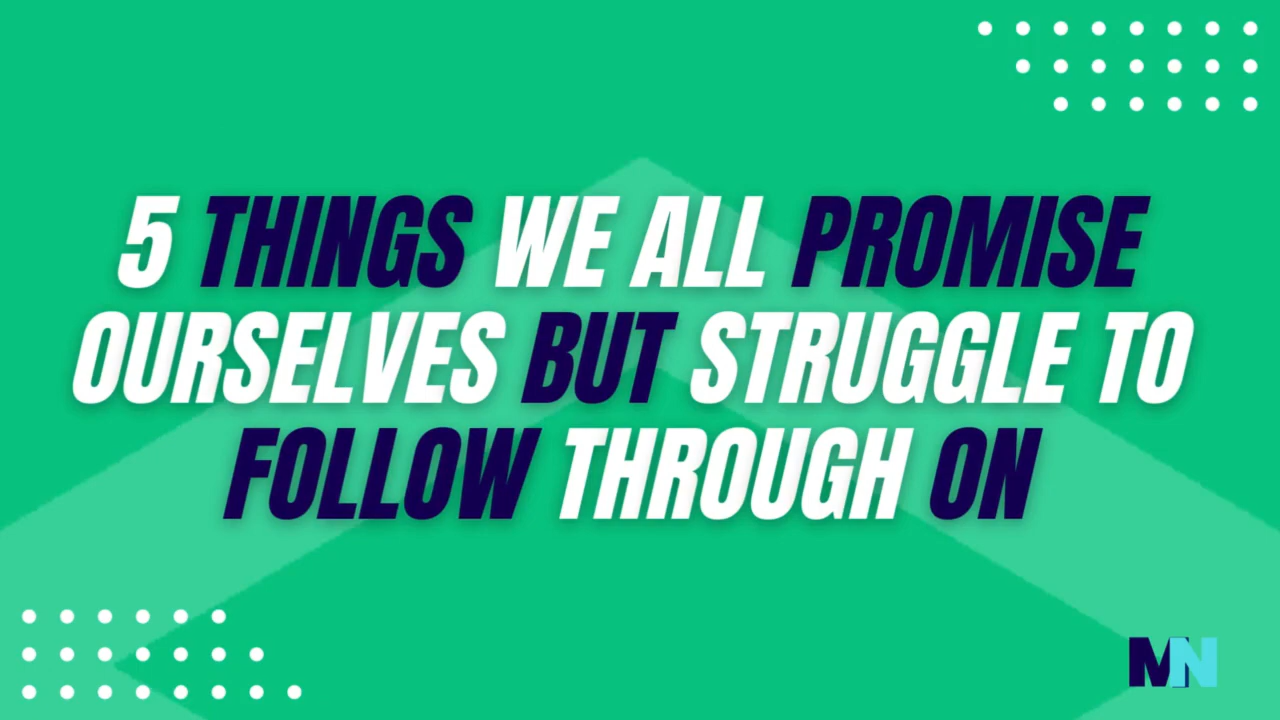 5 THINGS WE ALL PROMISE
OURSELVES BUT STRUGGLE TO
FOLLOW THROUGH ON
MN